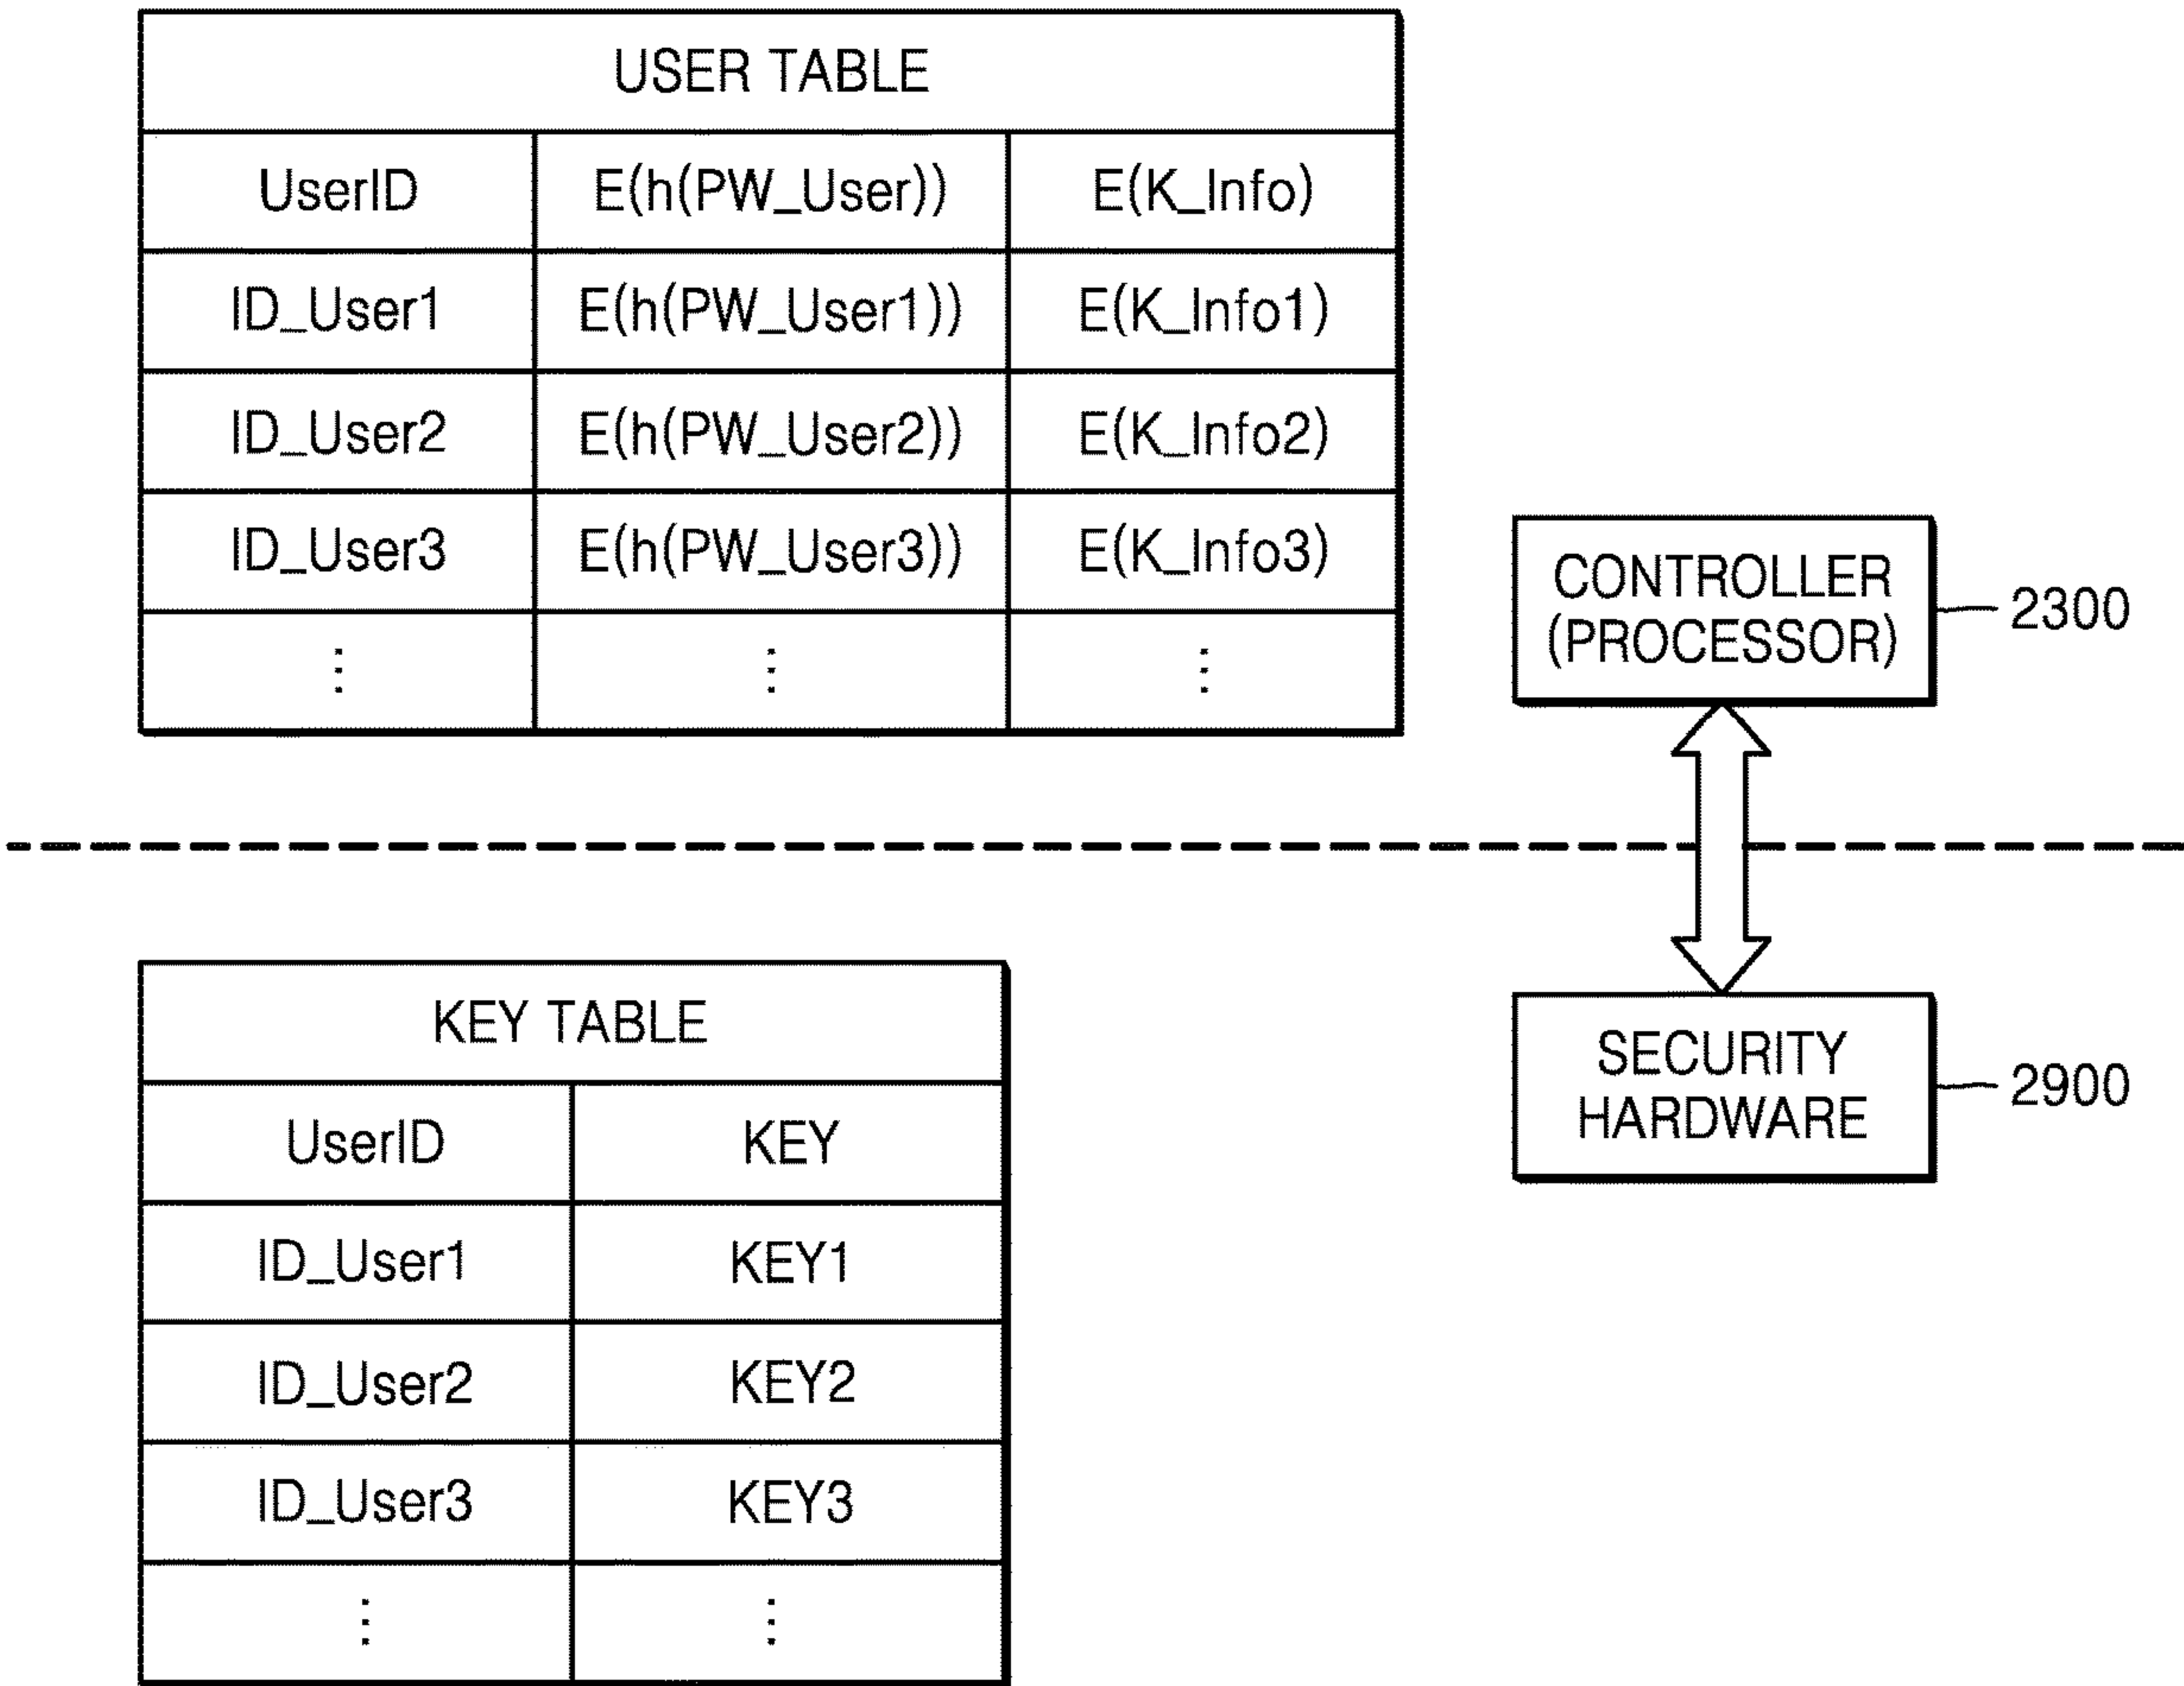 USER TABLE
UserID E(h(PW_User)) E(K_Info)
ID_User1 E(h(PW_User1)) E(K_Info1)
ID_User2 E(h(PW_User2)) E(K_Info2)
ID_User3 E(h(PW_User3)) E(K_Info3)
⋮ ⋮ ⋮
CONTROLLER
(PROCESSOR)
2300
KEY TABLE
UserID KEY
ID_User1 KEY1
ID_User2 KEY2
ID_User3 KEY3
⋮ ⋮
SECURITY
HARDWARE
2900